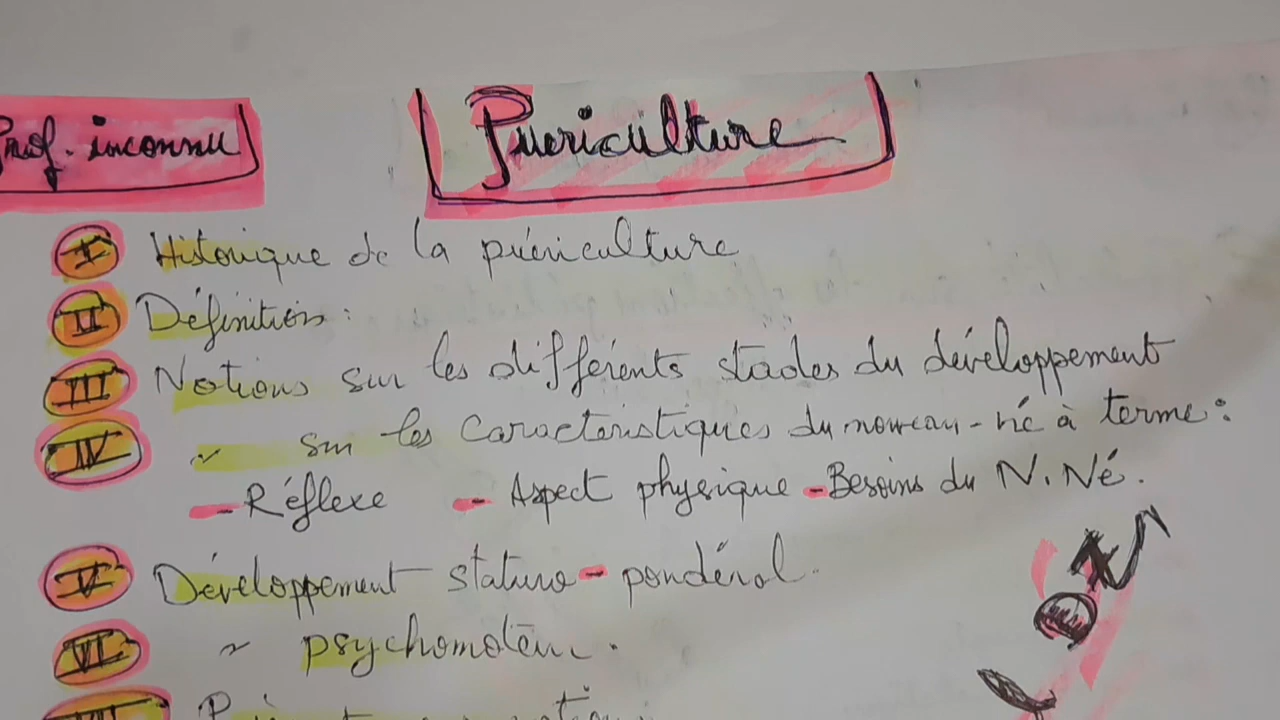 Prof. inconnu
Puériculture
I Historique de la puériculture
II Définition :
III Notions sur les différents stades du développement
IV " sur les caractéristiques du nouveau-né à terme :
- Réflexe - Aspect physique - Besoins du N. Né.
V Développement staturo-pondéral.
VI " psychomoteur.